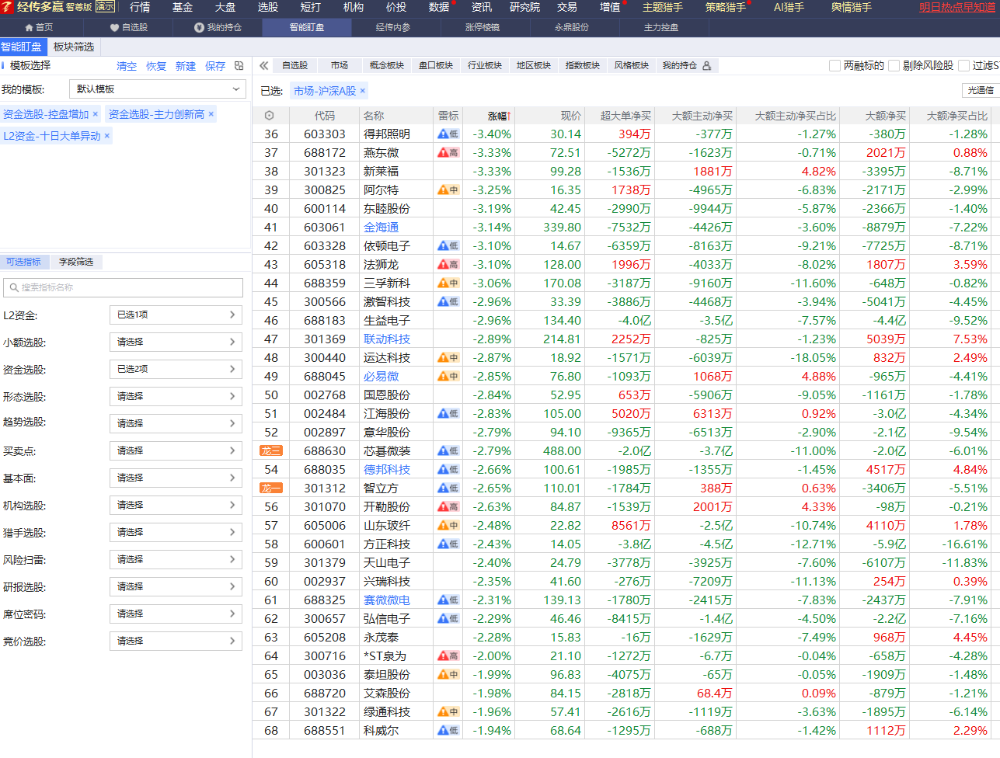 经传多赢 智尊版 演示 行情 基金 大盘 选股 短打 机构 价投 数据 资讯 研究院 交易 增值 主题猎手 策略猎手 AI猎手 舆情猎手 明日热点早知道
首页 自选股 我的持仓 智能盯盘 经传内参 涨停棱镜 永鼎股份 主力控盘
智能盯盘 板块筛选
模板选择 清空 恢复 新建 保存
自选股 市场 概念板块 盘口板块 行业板块 地区板块 指数板块 风格板块 我的持仓 两融标的 剔除风险股 过滤ST
我的模板: 默认模板
已选: 市场-沪深A股 × 光通信
资金选股-控盘增加 × 资金选股-主力创新高 ×
L2资金-十日大单异动 ×
可选指标 字段筛选
搜索指标名称
L2资金: 已选1项
小额选股: 请选择
资金选股: 已选2项
形态选股: 请选择
趋势选股: 请选择
买卖点: 请选择
基本面: 请选择
机构选股: 请选择
猎手选股: 请选择
风险扫雷: 请选择
研报选股: 请选择
席位密码: 请选择
竞价选股: 请选择
代码 名称 雷标 涨幅↑ 现价 超大单净买 大额主动净买 大额主动净买占比 大额净买 大额净买占比
36 603303 得邦照明 低 -3.40% 30.14 394万 -377万 -1.27% -380万 -1.28%
37 688172 燕东微 高 -3.33% 72.51 -5272万 -1623万 -0.71% 2021万 0.88%
38 301323 新莱福 -3.33% 99.28 -1536万 1881万 4.82% -3395万 -8.71%
39 300825 阿尔特 中 -3.25% 16.35 1738万 -4965万 -6.83% -2171万 -2.99%
40 600114 东睦股份 -3.19% 42.45 -2990万 -9944万 -5.87% -2366万 -1.40%
41 603061 金海通 -3.14% 339.80 -7532万 -4426万 -3.60% -8879万 -7.22%
42 603328 依顿电子 低 -3.10% 14.67 -6359万 -8163万 -9.21% -7725万 -8.71%
43 605318 法狮龙 高 -3.10% 128.00 1996万 -4033万 -8.02% 1807万 3.59%
44 688359 三孚新科 中 -3.06% 170.08 -3187万 -9160万 -11.60% -648万 -0.82%
45 300566 激智科技 低 -2.96% 33.39 -3886万 -4468万 -3.94% -5041万 -4.45%
46 688183 生益电子 -2.96% 134.40 -4.0亿 -3.5亿 -7.57% -4.4亿 -9.52%
47 301369 联动科技 -2.89% 214.81 2252万 -825万 -1.23% 5039万 7.53%
48 300440 运达科技 中 -2.87% 18.92 -1571万 -6039万 -18.05% 832万 2.49%
49 688045 必易微 中 -2.85% 76.80 -1093万 1068万 4.88% -965万 -4.41%
50 002768 国恩股份 -2.84% 52.95 653万 -5906万 -9.05% -1161万 -1.78%
51 002484 江海股份 低 -2.83% 105.00 5020万 6313万 0.92% -3.0亿 -4.34%
52 002897 意华股份 -2.79% 94.10 -9365万 -6513万 -2.90% -2.1亿 -9.54%
龙三 688630 芯碁微装 低 -2.79% 488.00 -2.0亿 -3.7亿 -11.00% -2.0亿 -6.01%
54 688035 德邦科技 低 -2.66% 100.61 -1985万 -1355万 -1.45% 4517万 4.84%
龙一 301312 智立方 低 -2.65% 110.01 -1784万 388万 0.63% -3406万 -5.51%
56 301070 开勒股份 高 -2.63% 84.87 -1539万 2001万 4.33% -98万 -0.21%
57 605006 山东玻纤 中 -2.48% 22.82 8561万 -2.5亿 -10.74% 4110万 1.78%
58 600601 方正科技 低 -2.43% 14.05 -3.8亿 -4.5亿 -12.71% -5.9亿 -16.61%
59 301379 天山电子 -2.40% 24.79 -3778万 -3925万 -7.60% -6107万 -11.83%
60 002937 兴瑞科技 -2.35% 41.60 -276万 -7209万 -11.13% 254万 0.39%
61 688325 赛微微电 低 -2.31% 139.13 -1780万 -2415万 -7.83% -2437万 -7.91%
62 300657 弘信电子 低 -2.29% 46.46 -8415万 -1.4亿 -4.50% -2.2亿 -7.16%
63 605208 永茂泰 -2.28% 15.83 -16万 -1629万 -7.49% 968万 4.45%
64 300716 *ST泉为 高 -2.00% 21.10 -1272万 -6.7万 -0.04% -658万 -4.28%
65 003036 泰坦股份 中 -1.99% 96.83 -4075万 -65万 -0.05% -1909万 -1.48%
66 688720 艾森股份 -1.98% 84.15 -2818万 68.4万 0.09% -879万 -1.21%
67 301322 绿通科技 中 -1.96% 57.41 -2616万 -1119万 -3.63% -1895万 -6.14%
68 688551 科威尔 低 -1.94% 68.64 -1295万 -688万 -1.42% 1112万 2.29%